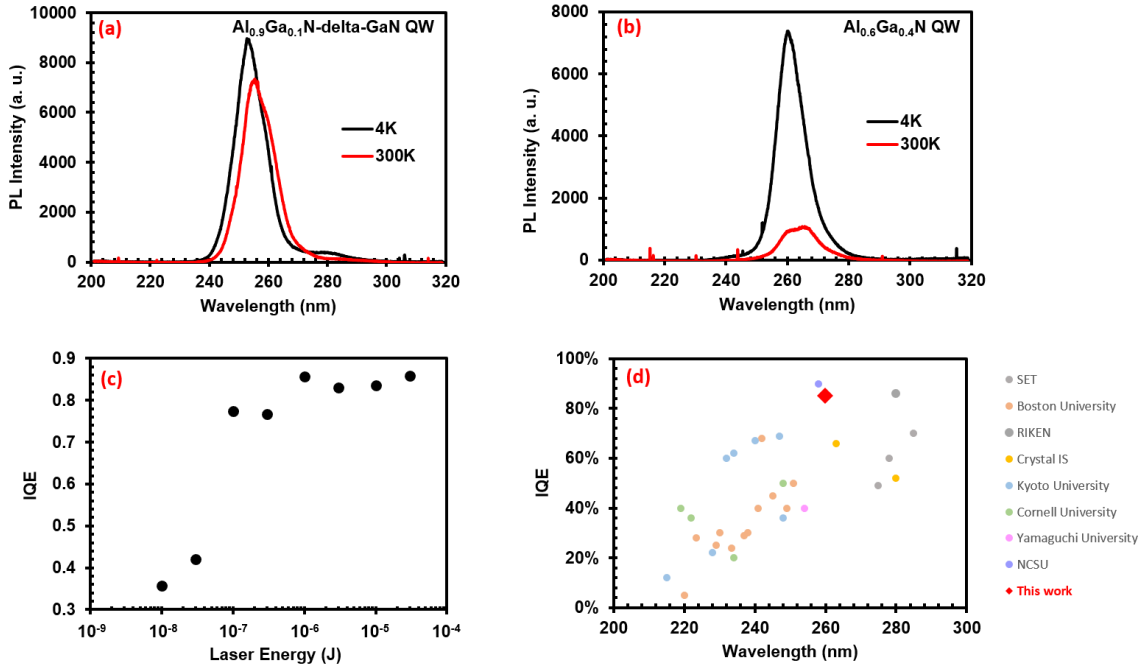 (a)
Al0.9Ga0.1N-delta-GaN QW
10000
8000
6000
4000
2000
0
PL Intensity (a. u.)
4K
300K
200 220 240 260 280 300 320
Wavelength (nm)
(b)
Al0.6Ga0.4N QW
8000
6000
4000
2000
0
PL Intensity (a. u.)
4K
300K
200 220 240 260 280 300 320
Wavelength (nm)
(c)
0.9
0.8
0.7
0.6
0.5
0.4
0.3
IQE
10-9 10-8 10-7 10-6 10-5 10-4
Laser Energy (J)
(d)
100%
80%
60%
40%
20%
0%
IQE
200 220 240 260 280 300
Wavelength (nm)
SET
Boston University
RIKEN
Crystal IS
Kyoto University
Cornell University
Yamaguchi University
NCSU
This work